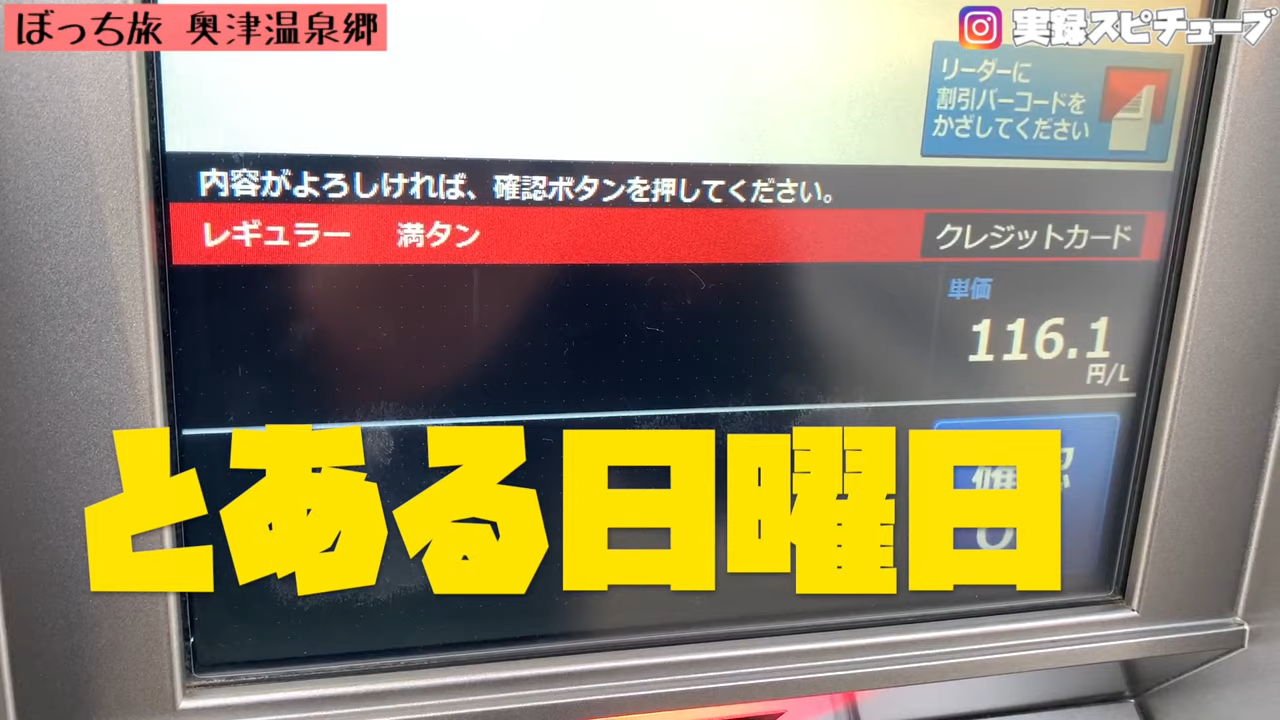 ぼっち旅 奥津温泉郷
実録スピチューブ
リーダーに
割引バーコードを
かざしてください
内容がよろしければ、確認ボタンを押してください。
レギュラー 満タン クレジットカード
単価
116.1
円/L
とある日曜日